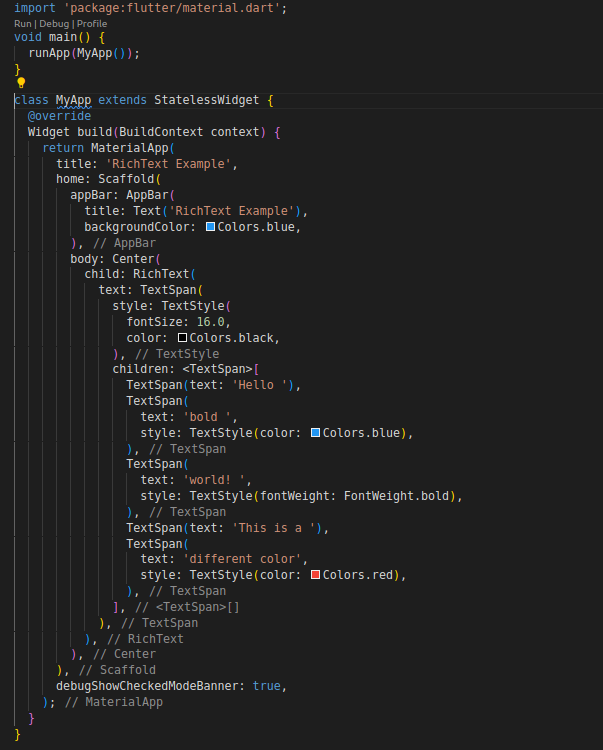 import 'package:flutter/material.dart';
Run | Debug | Profile
void main() {
  runApp(MyApp());
}
class MyApp extends StatelessWidget {
  @override
  Widget build(BuildContext context) {
    return MaterialApp(
      title: 'RichText Example',
      home: Scaffold(
        appBar: AppBar(
          title: Text('RichText Example'),
          backgroundColor: Colors.blue,
        ), // AppBar
        body: Center(
          child: RichText(
            text: TextSpan(
              style: TextStyle(
                fontSize: 16.0,
                color: Colors.black,
              ), // TextStyle
              children: <TextSpan>[
                TextSpan(text: 'Hello '),
                TextSpan(
                  text: 'bold ',
                  style: TextStyle(color: Colors.blue),
                ), // TextSpan
                TextSpan(
                  text: 'world! ',
                  style: TextStyle(fontWeight: FontWeight.bold),
                ), // TextSpan
                TextSpan(text: 'This is a '),
                TextSpan(
                  text: 'different color',
                  style: TextStyle(color: Colors.red),
                ), // TextSpan
              ], // <TextSpan>[]
            ), // TextSpan
          ), // RichText
        ), // Center
      ), // Scaffold
      debugShowCheckedModeBanner: true,
    ); // MaterialApp
  }
}